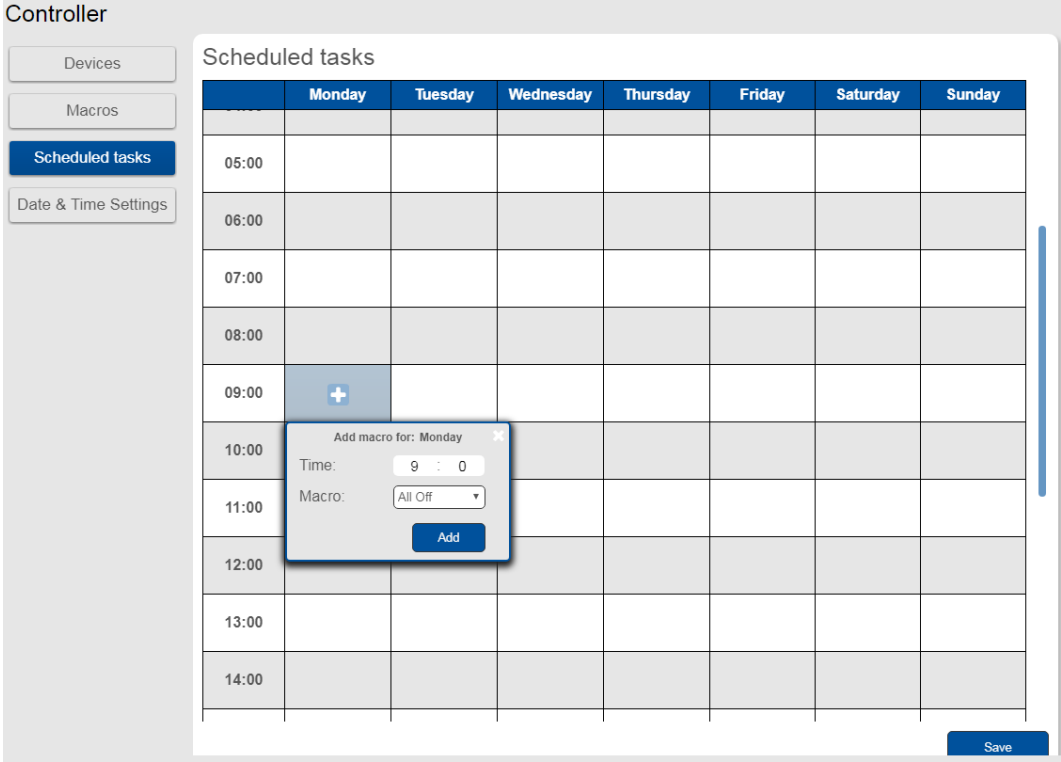 Controller
Devices
Macros
Scheduled tasks
Date & Time Settings
Scheduled tasks
Monday Tuesday Wednesday Thursday Friday Saturday Sunday
05:00
06:00
07:00
08:00
09:00
10:00
11:00
12:00
13:00
14:00
Add macro for: Monday
Time: 9 : 0
Macro: All Off
Add
Save